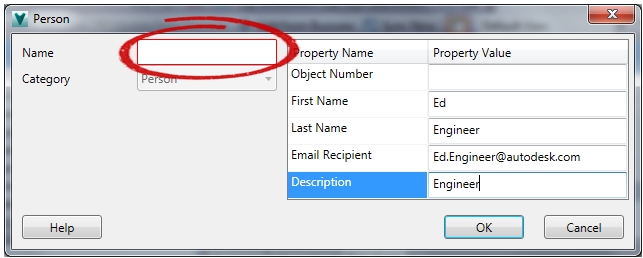 Person
Name
Category Person
Property Name Property Value
Object Number
First Name Ed
Last Name Engineer
Email Recipient Ed.Engineer@autodesk.com
Description Engineer
Help OK Cancel